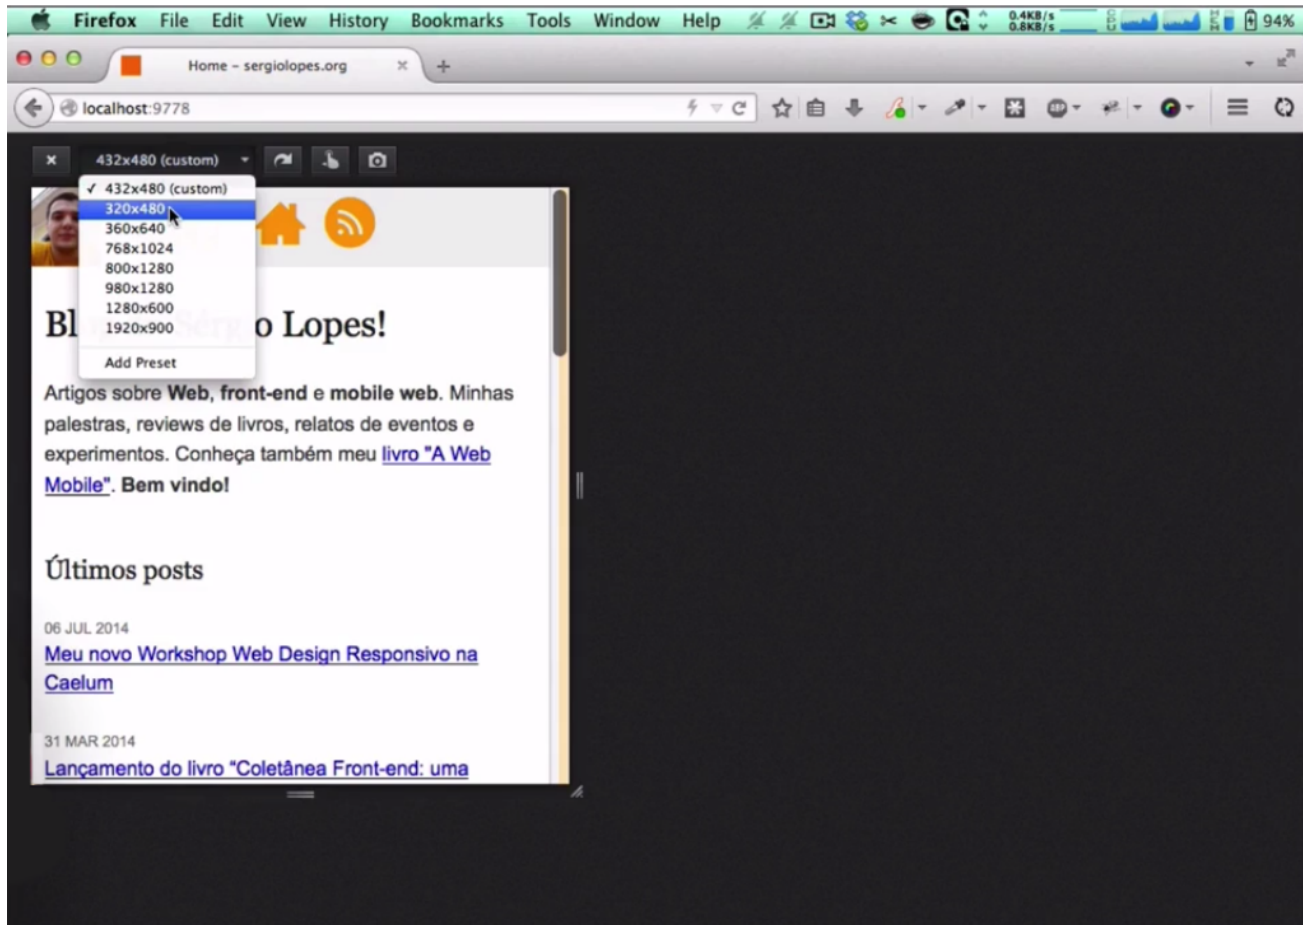 Firefox File Edit View History Bookmarks Tools Window Help 0.4KB/s 0.8KB/s CPU MEM 94%
Home – sergiolopes.org
localhost:9778
432x480 (custom)
✓ 432x480 (custom)
320x480
360x640
768x1024
800x1280
980x1280
1280x600
1920x900
Add Preset
Bl o Lopes!
Artigos sobre Web, front-end e mobile web. Minhas
palestras, reviews de livros, relatos de eventos e
experimentos. Conheça também meu livro "A Web
Mobile". Bem vindo!
Últimos posts
06 JUL 2014
Meu novo Workshop Web Design Responsivo na
Caelum
31 MAR 2014
Lançamento do livro "Coletânea Front-end: uma